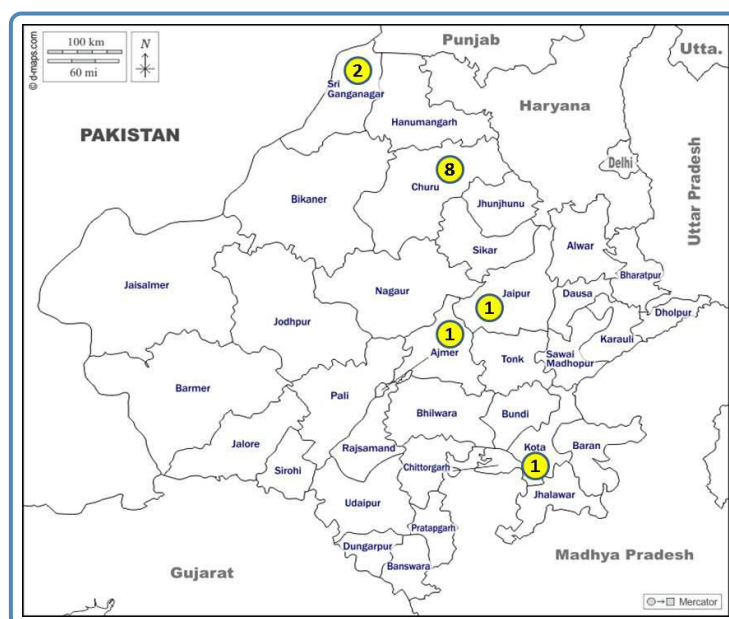 © d-maps.com
100 km
60 mi
N
Punjab
Utta.
2
Sri
Ganganagar
Haryana
Hanumangarh
PAKISTAN
Delhi
8
Churu
Bikaner
Jhunjhunu
Uttar Pradesh
Sikar
Alwar
Bharatpur
Jaisalmer
Nagaur
Jaipur
Dausa
1
Dholpur
Jodhpur
1
Karauli
Ajmer
Tonk
Sawai
Madhopur
Barmer
Pali
Bhilwara
Bundi
Jalore
Rajsamand
Kota
Baran
Sirohi
Chittorgarh
1
Jhalawar
Udaipur
Pratapgarh
Dungarpur
Banswara
Madhya Pradesh
Gujarat
Mercator